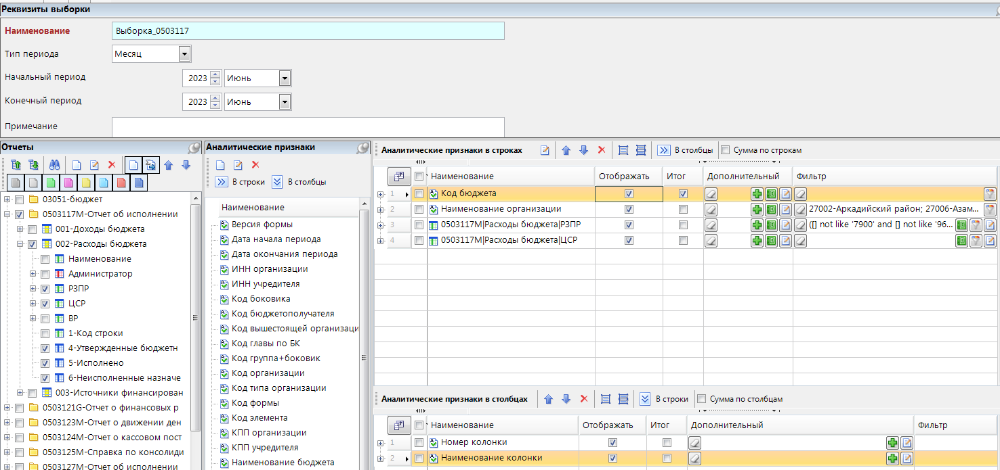 Реквизиты выборки
Наименование
Выборка_0503117
Тип периода
Месяц
Начальный период
2023
Июнь
Конечный период
2023
Июнь
Примечание
Отчеты
03051-бюджет
0503117М-Отчет об исполнении
001-Доходы бюджета
002-Расходы бюджета
Наименование
Администратор
РЗПР
ЦСР
ВР
1-Код строки
4-Утвержденные бюджетн
5-Исполнено
6-Неисполненные назначе
003-Источники финансирован
0503121G-Отчет о финансовых р
0503123М-Отчет о движении ден
0503124М-Отчет о кассовом пост
0503125М-Справка по консолиди
0503127М-Отчет об исполнении
Аналитические признаки
В строки
В столбцы
Наименование
Версия формы
Дата начала периода
Дата окончания периода
ИНН организации
ИНН учредителя
Код боковика
Код бюджетополучателя
Код вышестоящей организаци
Код главы по БК
Код группа+боковик
Код организации
Код типа организации
Код формы
Код элемента
КПП организации
КПП учредителя
Наименование бюджета
Аналитические признаки в строках
В столбцы
Сумма по строкам
Наименование Отображать Итог Дополнительный Фильтр
1 Код бюджета
2 Наименование организации 27002-Аркадийский район; 27006-Азам...
3 0503117М|Расходы бюджета|РЗПР ([] not like '7900' and [] not like '96...
4 0503117М|Расходы бюджета|ЦСР
Аналитические признаки в столбцах
В строки
Сумма по столбцам
Наименование Отображать Итог Дополнительный Фильтр
1 Номер колонки
2 Наименование колонки